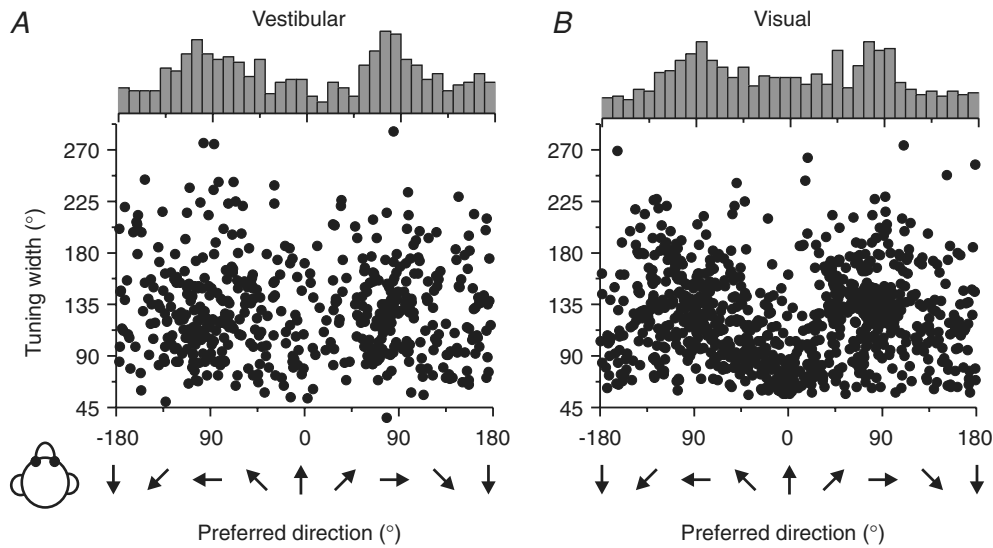 A
Vestibular
B
Visual
Tuning width (°)
270
225
180
135
90
45
-180 90 0 90 180
270
225
180
135
90
45
-180 90 0 90 180
Preferred direction (°)
Preferred direction (°)